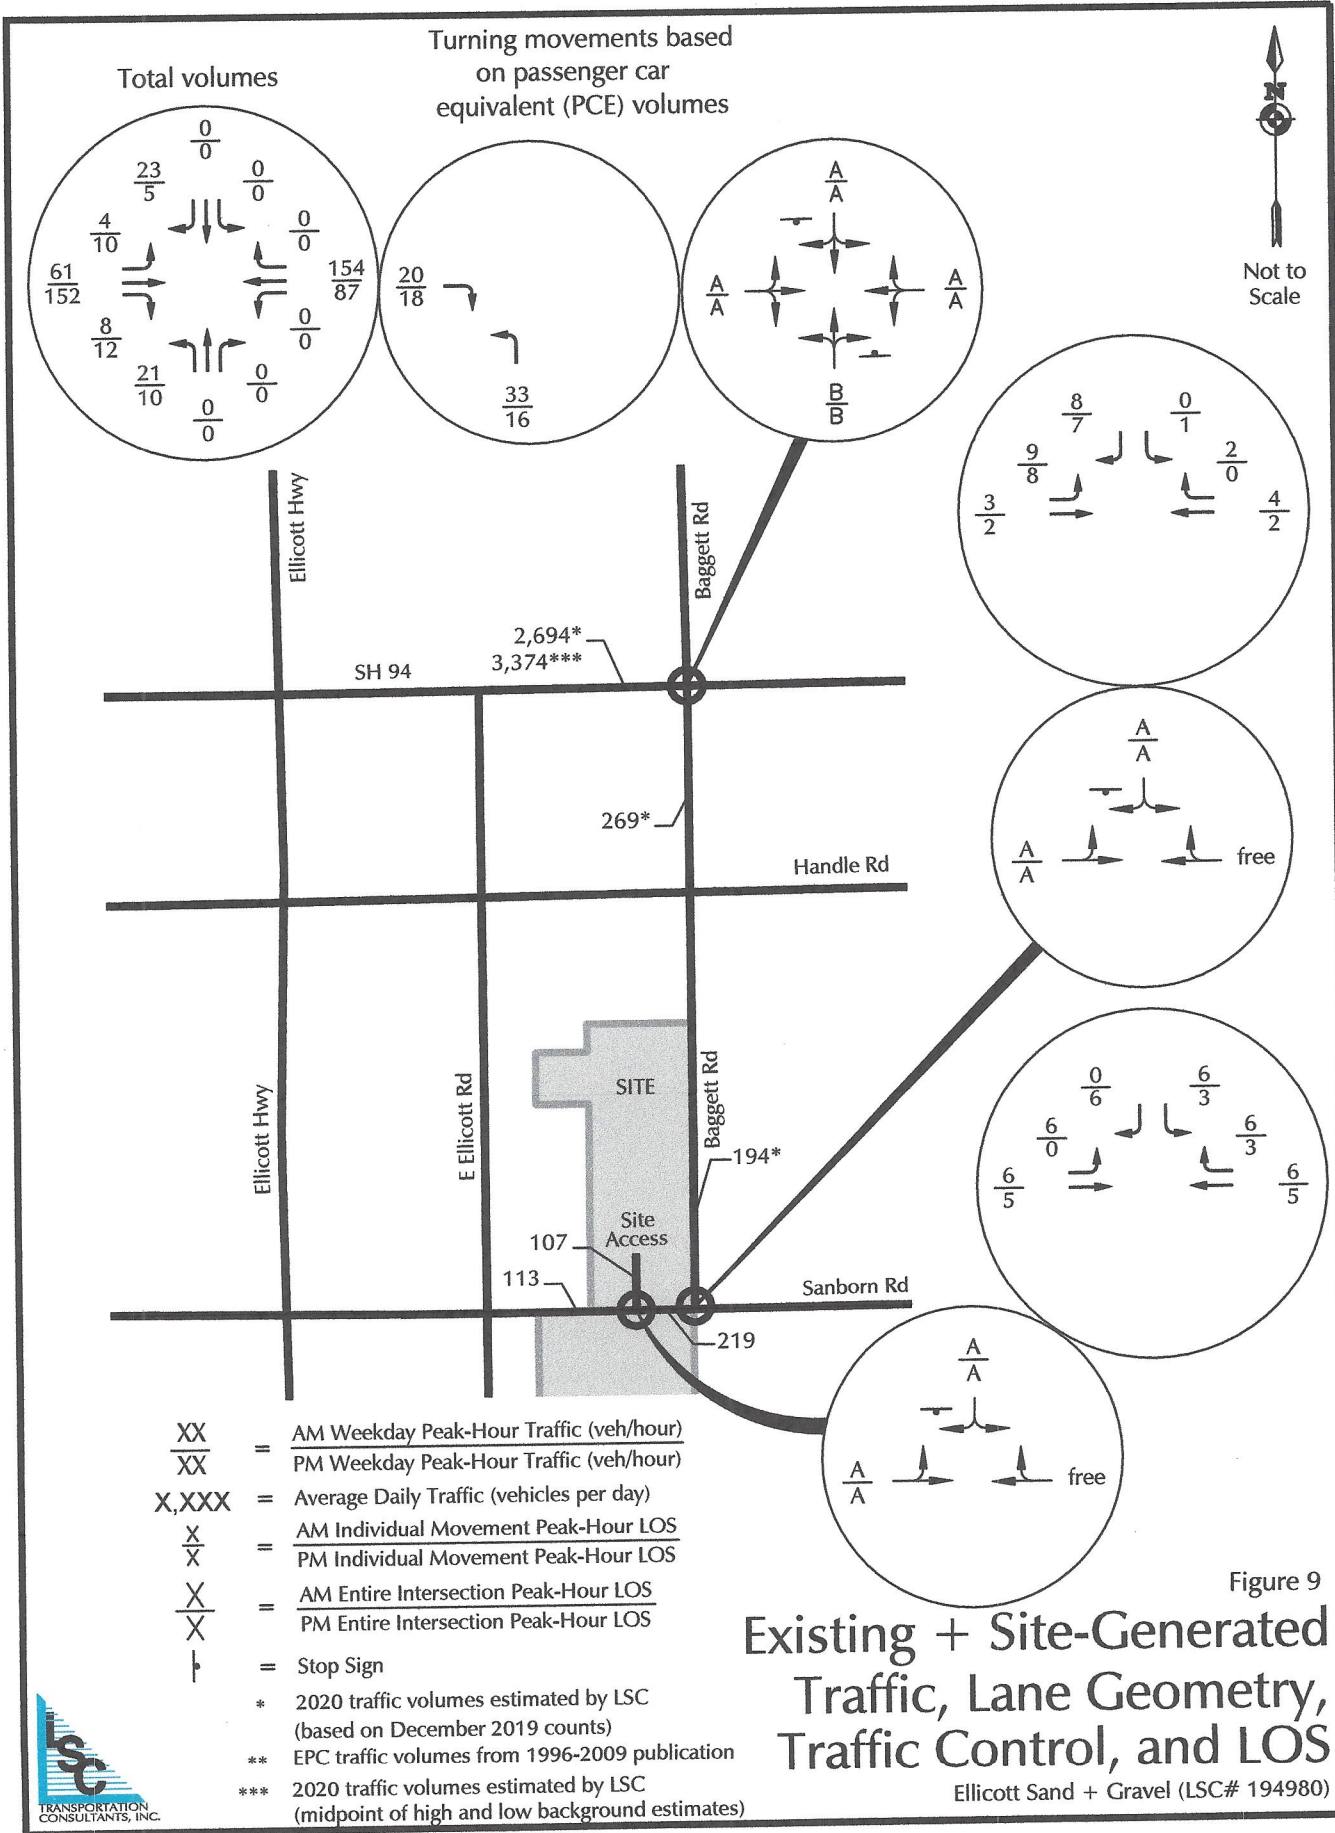 Total volumes
Turning movements based
on passenger car
equivalent (PCE) volumes
N
Not to
Scale
0
0
23
5
0
0
4
10
0
0
61
152
154
87
8
12
0
0
21
10
0
0
0
0
20
18
33
16
A
A
A
A
A
A
B
B
8
7
0
1
9
8
2
0
3
2
4
2
A
A
A
A
free
0
6
6
3
6
0
6
3
6
5
6
5
A
A
A
A
free
Ellicott Hwy
Baggett Rd
2,694*
3,374***
SH 94
269*
Handle Rd
SITE
Ellicott Hwy
E Ellicott Rd
Baggett Rd
194*
Site
Access
107
113
Sanborn Rd
219
XX
XX
=
AM Weekday Peak-Hour Traffic (veh/hour)
PM Weekday Peak-Hour Traffic (veh/hour)
X,XXX = Average Daily Traffic (vehicles per day)
X
X
=
AM Individual Movement Peak-Hour LOS
PM Individual Movement Peak-Hour LOS
X
X
=
AM Entire Intersection Peak-Hour LOS
PM Entire Intersection Peak-Hour LOS
= Stop Sign
* 2020 traffic volumes estimated by LSC
(based on December 2019 counts)
** EPC traffic volumes from 1996-2009 publication
*** 2020 traffic volumes estimated by LSC
(midpoint of high and low background estimates)
LSC
TRANSPORTATION
CONSULTANTS, INC.
Figure 9
Existing + Site-Generated
Traffic, Lane Geometry,
Traffic Control, and LOS
Ellicott Sand + Gravel (LSC# 194980)